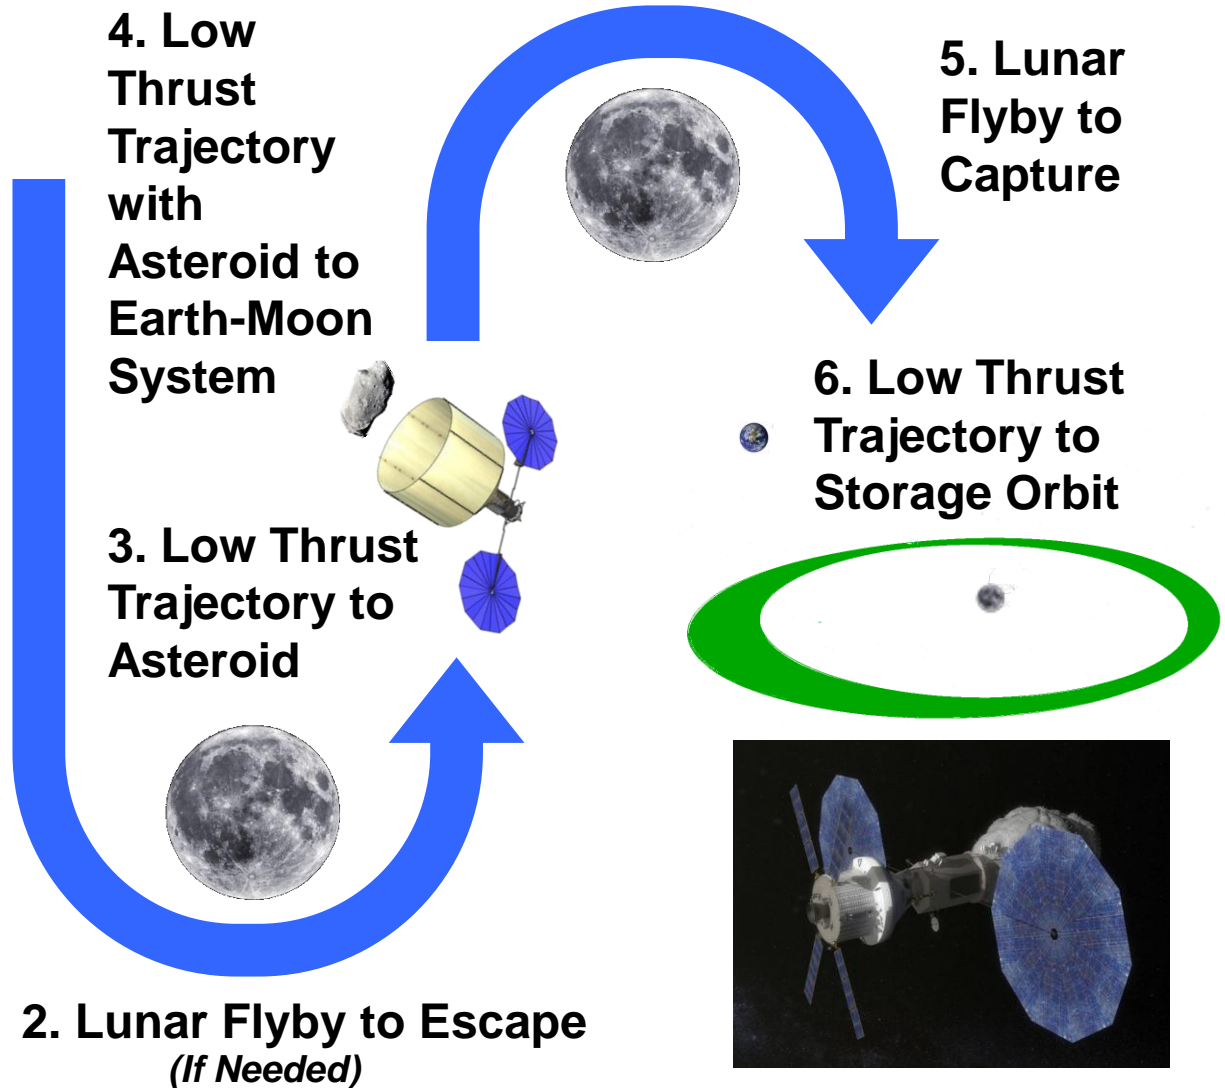 4. Low
Thrust
Trajectory
with
Asteroid to
Earth-Moon
System
5. Lunar
Flyby to
Capture
6. Low Thrust
Trajectory to
Storage Orbit
3. Low Thrust
Trajectory to
Asteroid
2. Lunar Flyby to Escape
(If Needed)